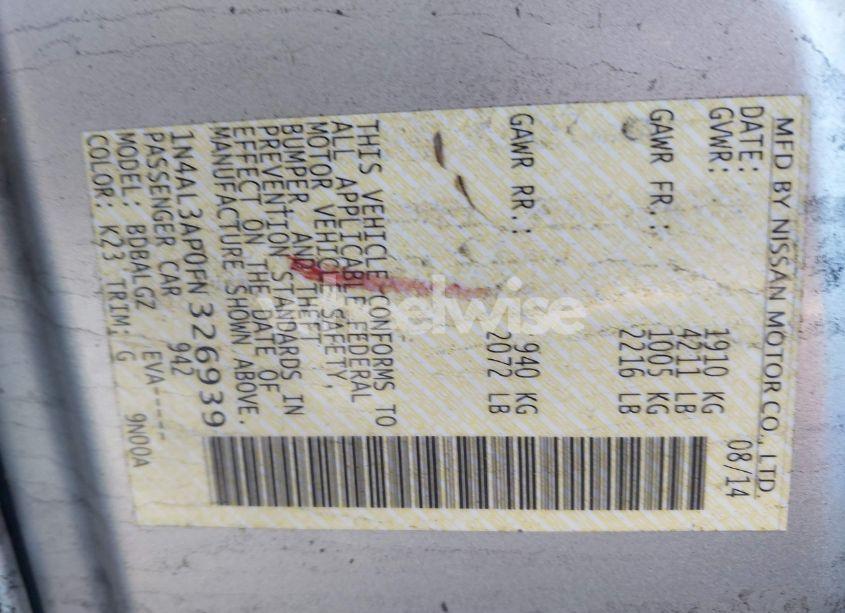 MFD BY NISSAN MOTOR CO., LTD.
DATE: 08/14
GVWR: 1910 KG
4211 LB
GAWR FR.: 1005 KG
2216 LB
GAWR RR.: 940 KG
2072 LB
THIS VEHICLE CONFORMS TO
ALL APPLICABLE FEDERAL
MOTOR VEHICLE SAFETY,
BUMPER AND THEFT
PREVENTION STANDARDS IN
EFFECT ON THE DATE OF
MANUFACTURE SHOWN ABOVE.
1N4AL3AP0FN326939
PASSENGER CAR 942
MODEL: BDBALGZ EVA-----
COLOR: K23 TRIM: G 9N00A